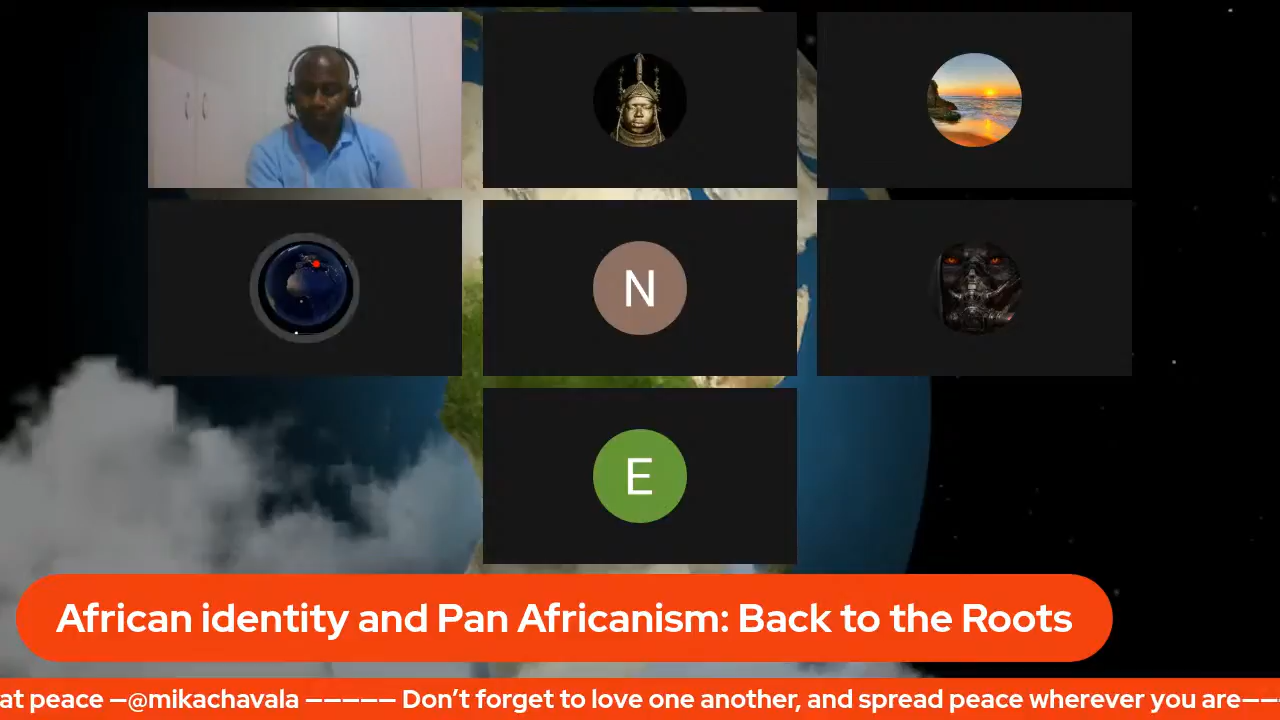 N
E
African identity and Pan Africanism: Back to the Roots
at peace —@mikachavala ————— Don’t forget to love one another, and spread peace wherever you are——